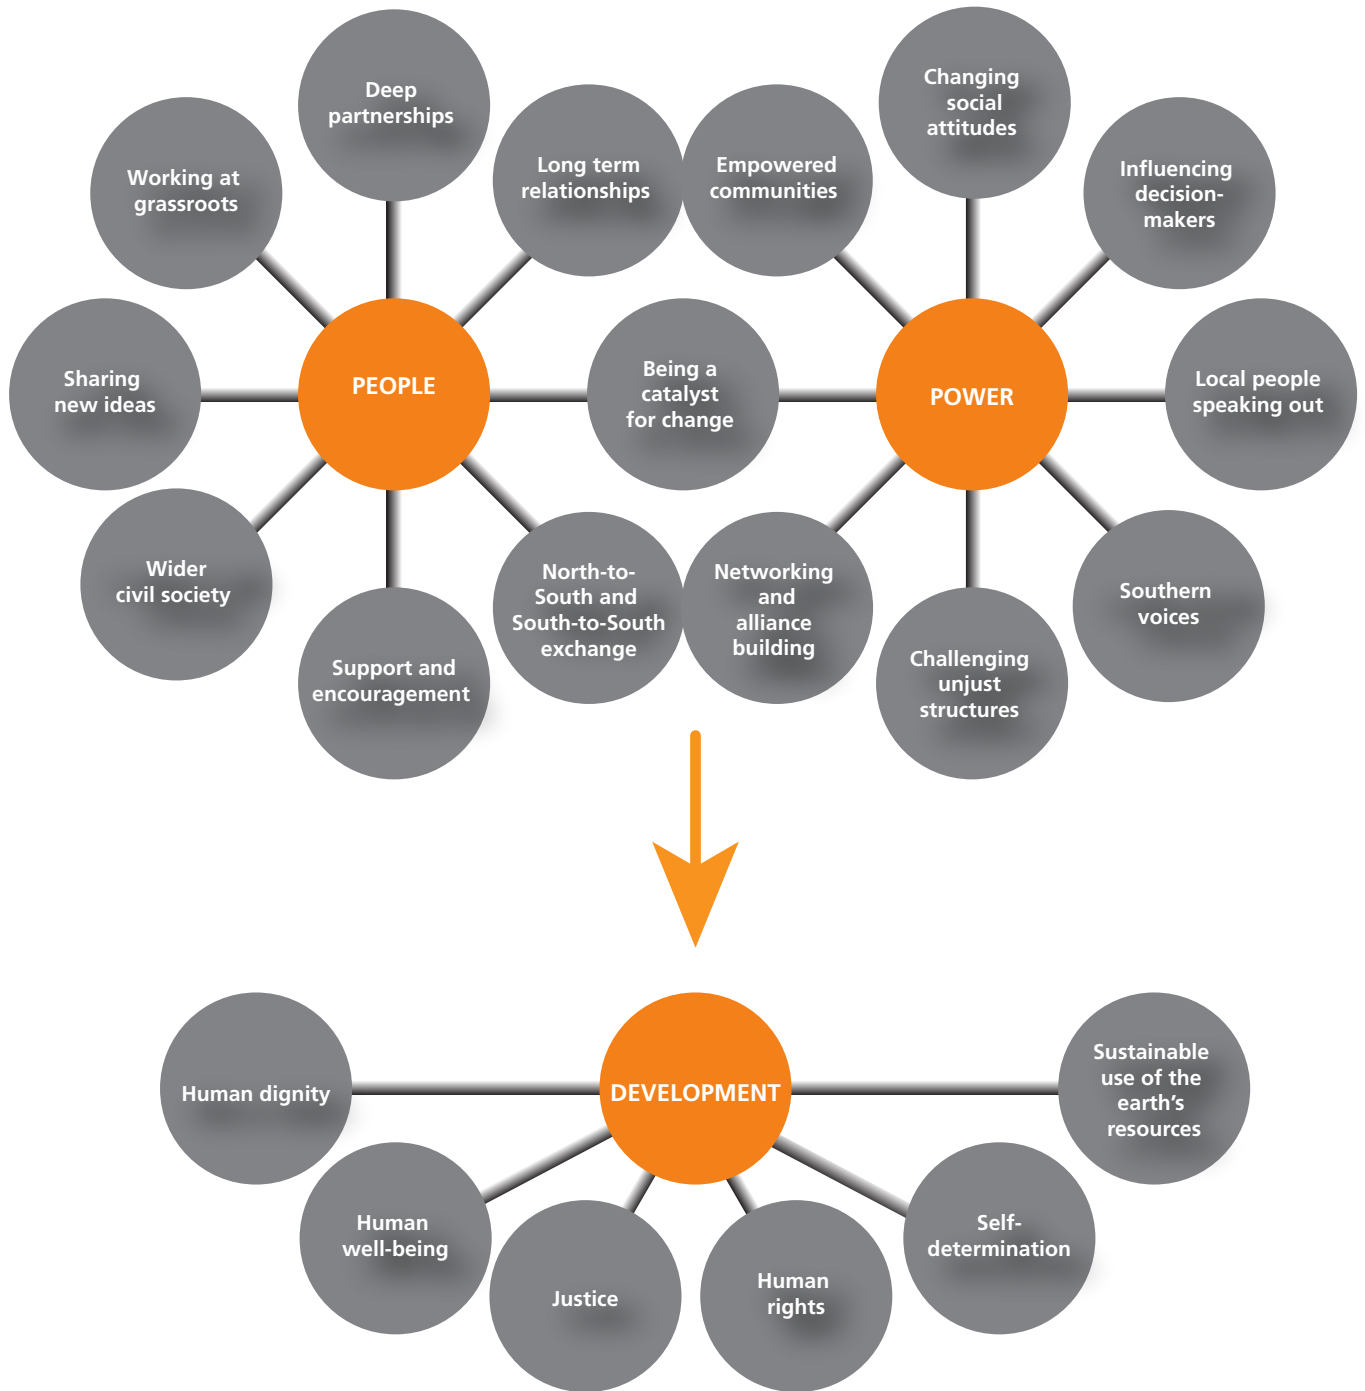 Deep
partnerships
Long term
relationships
Working at
grassroots
PEOPLE
Sharing
new ideas
Wider
civil society
Support and
encouragement
North-to-
South and
South-to-South
exchange
Being a
catalyst
for change
Changing
social
attitudes
Empowered
communities
Influencing
decision-
makers
POWER
Local people
speaking out
Networking
and
alliance
building
Southern
voices
Challenging
unjust
structures
DEVELOPMENT
Human dignity
Human
well-being
Justice
Human
rights
Self-
determination
Sustainable
use of the
earth's
resources